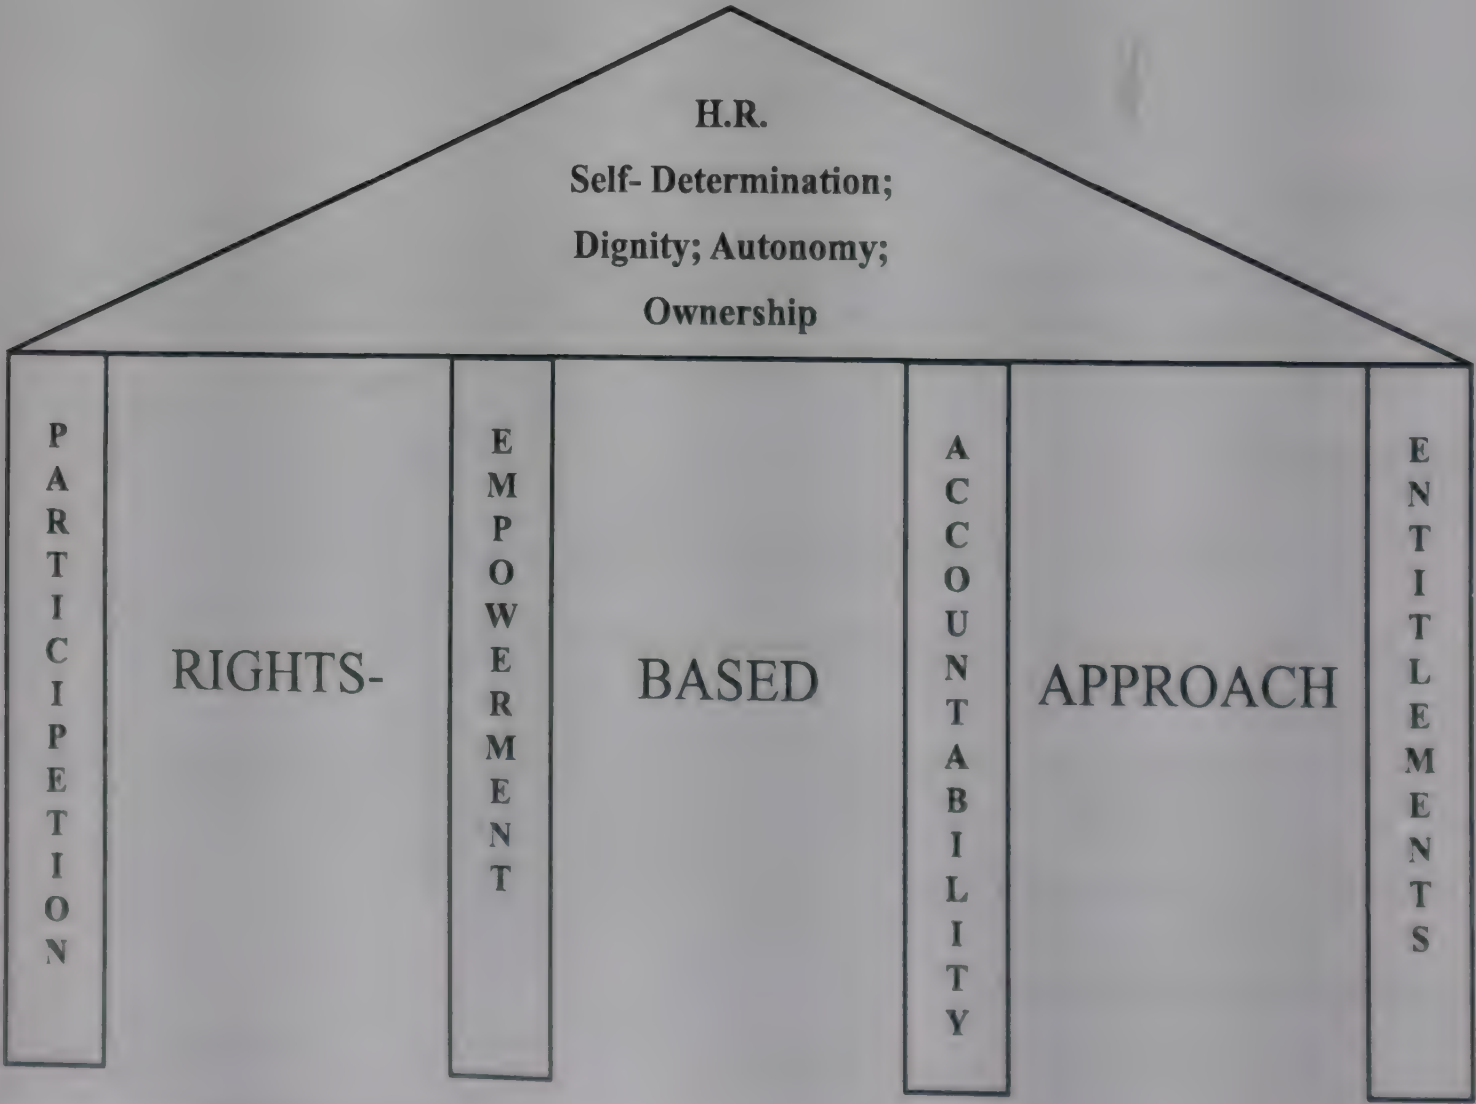 H.R.
Self- Determination;
Dignity; Autonomy;
Ownership
PARTICIPETION
RIGHTS-
EMPOWERMENT
BASED
ACCOUNTABILITY
APPROACH
ENTITLEMENTS